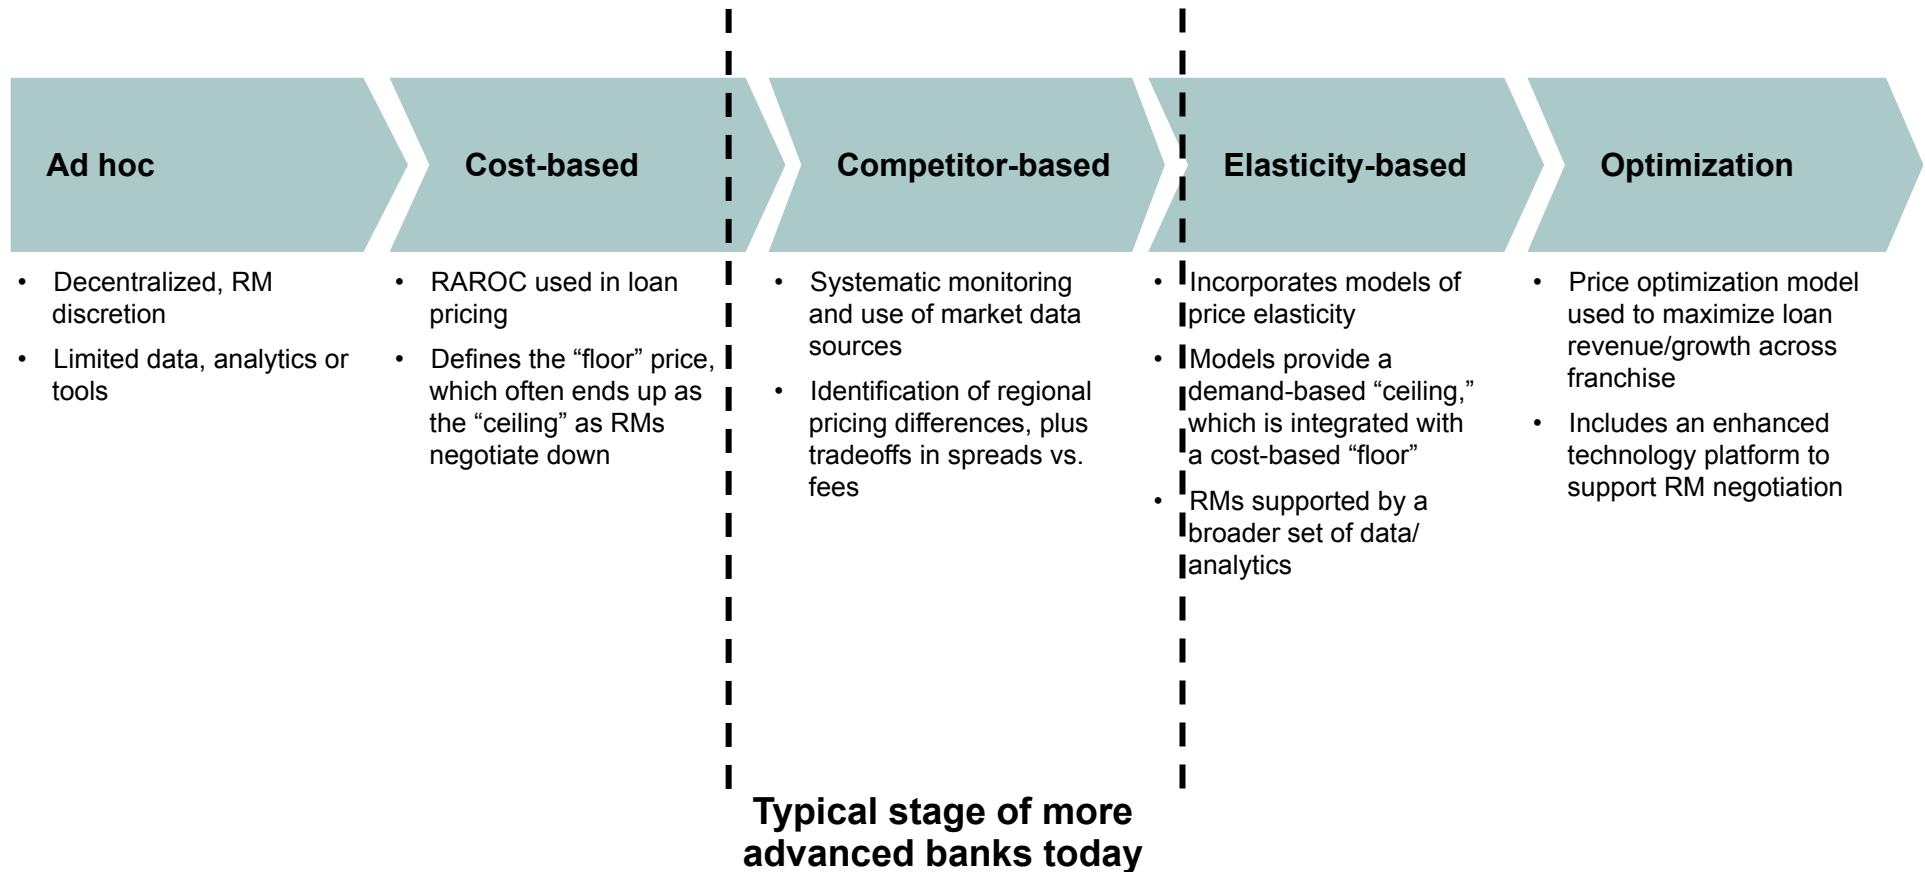 Ad hoc
Cost-based
Competitor-based
Elasticity-based
Optimization
• Decentralized, RM
discretion
• Limited data, analytics or
tools
• RAROC used in loan
pricing
• Defines the “floor” price,
which often ends up as
the “ceiling” as RMs
negotiate down
• Systematic monitoring
and use of market data
sources
• Identification of regional
pricing differences, plus
tradeoffs in spreads vs.
fees
• Incorporates models of
price elasticity
• Models provide a
demand-based “ceiling,”
which is integrated with
a cost-based “floor”
• RMs supported by a
broader set of data/
analytics
• Price optimization model
used to maximize loan
revenue/growth across
franchise
• Includes an enhanced
technology platform to
support RM negotiation
Typical stage of more
advanced banks today